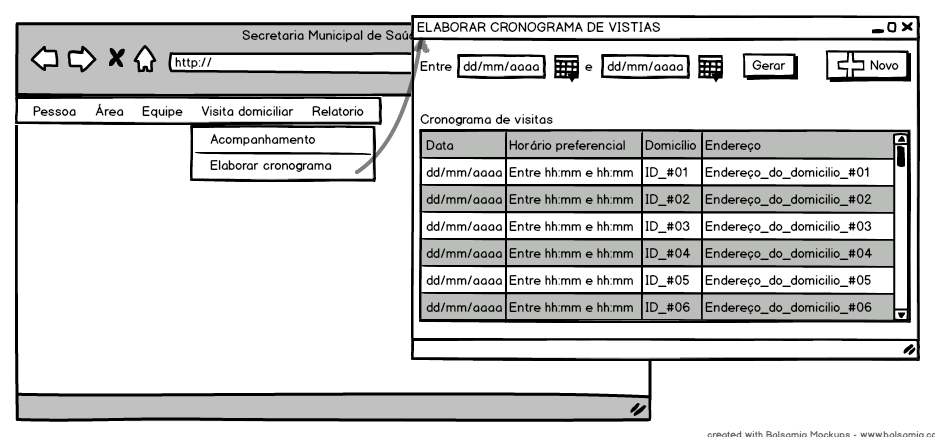 Secretaria Municipal de Saúd
http://
Pessoa Área Equipe Visita domiciliar Relatorio
Acompanhamento
Elaborar cronograma
ELABORAR CRONOGRAMA DE VISTIAS
Entre dd/mm/aaaa e dd/mm/aaaa Gerar Novo
Cronograma de visitas
Data Horário preferencial Domicílio Endereço
dd/mm/aaaa Entre hh:mm e hh:mm ID_#01 Endereço_do_domicilio_#01
dd/mm/aaaa Entre hh:mm e hh:mm ID_#02 Endereço_do_domicilio_#02
dd/mm/aaaa Entre hh:mm e hh:mm ID_#03 Endereço_do_domicilio_#03
dd/mm/aaaa Entre hh:mm e hh:mm ID_#04 Endereço_do_domicilio_#04
dd/mm/aaaa Entre hh:mm e hh:mm ID_#05 Endereço_do_domicilio_#05
dd/mm/aaaa Entre hh:mm e hh:mm ID_#06 Endereço_do_domicilio_#06
created with Balsamiq Mockups - www.balsamiq.co